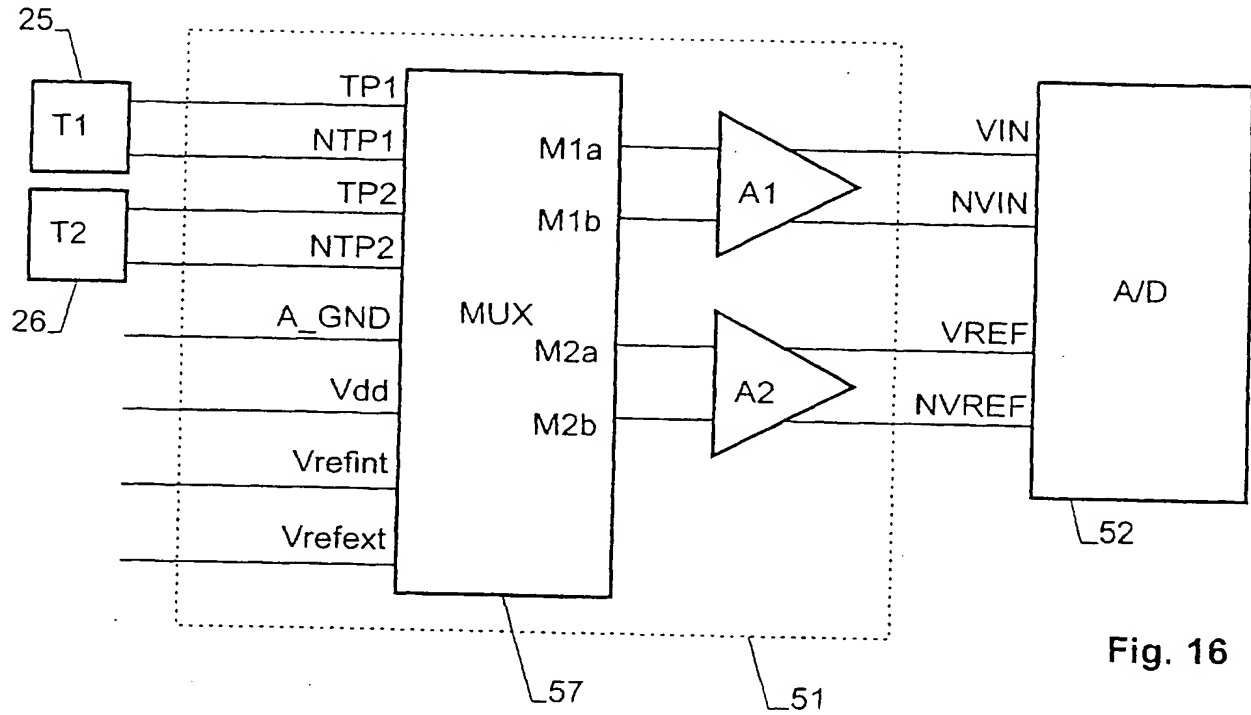 25
T1
T2
26
TP1
NTP1
TP2
NTP2
A_GND
Vdd
Vrefint
Vrefext
MUX
M1a
M1b
M2a
M2b
A1
A2
VIN
NVIN
VREF
NVREF
A/D
52
57
51
Fig. 16